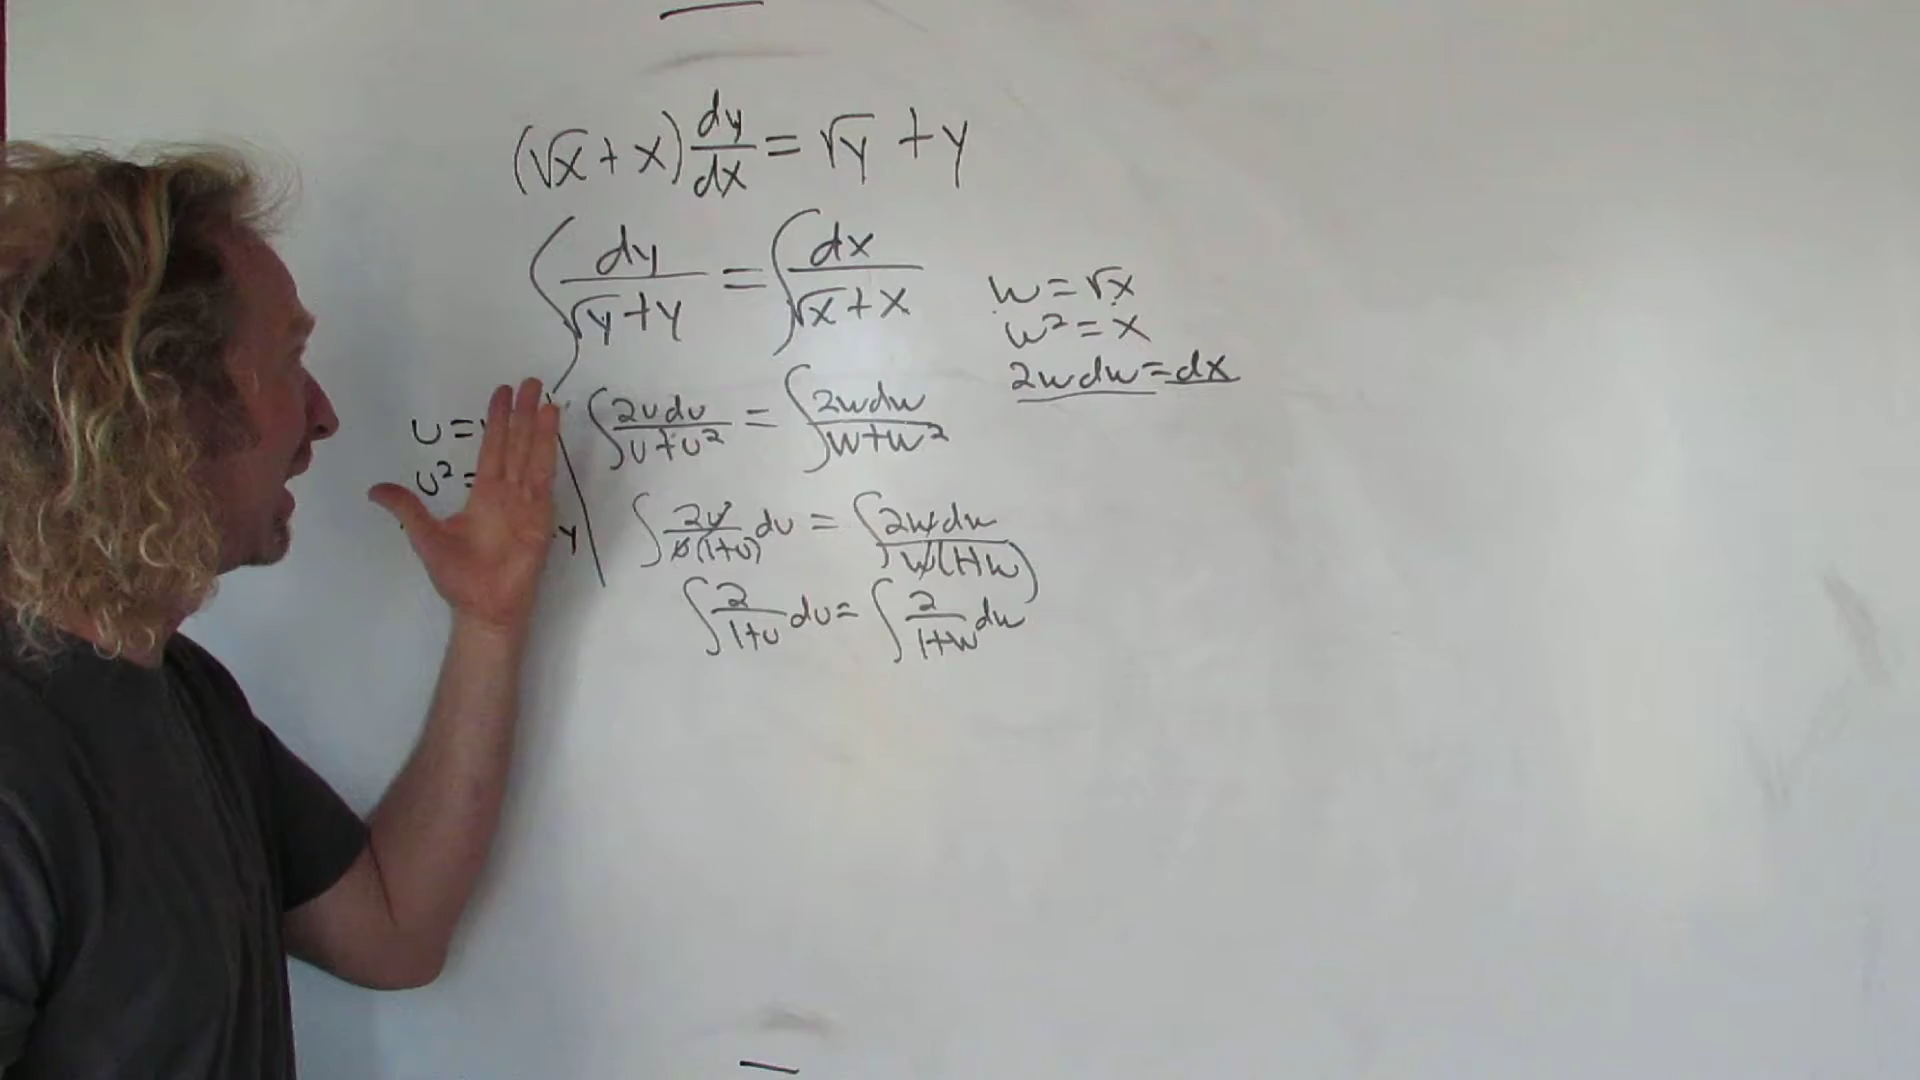 (√x + x) dy/dx = √y + y
∫ dy/(√y + y) = ∫ dx/(√x + x)
w = √x
w² = x
2w dw = dx
u =
u² =
y
∫ 2u du/(u + u²) = ∫ 2w dw/(w + w²)
∫ 2u/(u(1+u)) du = ∫ 2w dw/(w(1+w))
∫ 2/(1+u) du = ∫ 2/(1+w) dw